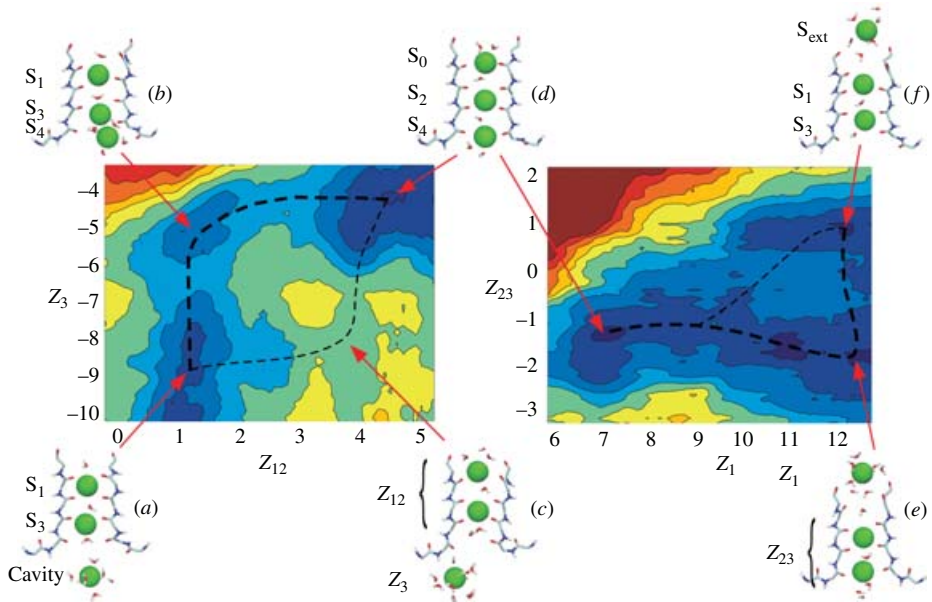 S1
S3
S4
(b)
S0
S2
S4
(d)
Sext
S1
S3
(f)
–4
–5
–6
–7
–8
–9
–10
Z3
0 1 2 3 4 5
Z12
2
1
0
–1
–2
–3
Z23
6 7 8 9 10 11 12
Z1
Z1
S1
S3
Cavity
(a)
Z12
Z3
(c)
Z23
(e)